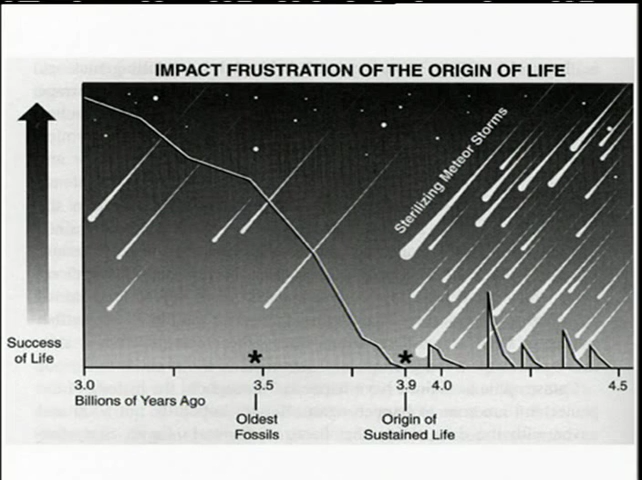 IMPACT FRUSTRATION OF THE ORIGIN OF LIFE
Sterilizing Meteor Storms
Success
of Life
3.0
3.5
3.9
4.0
4.5
Billions of Years Ago
*
*
Oldest
Fossils
Origin of
Sustained Life